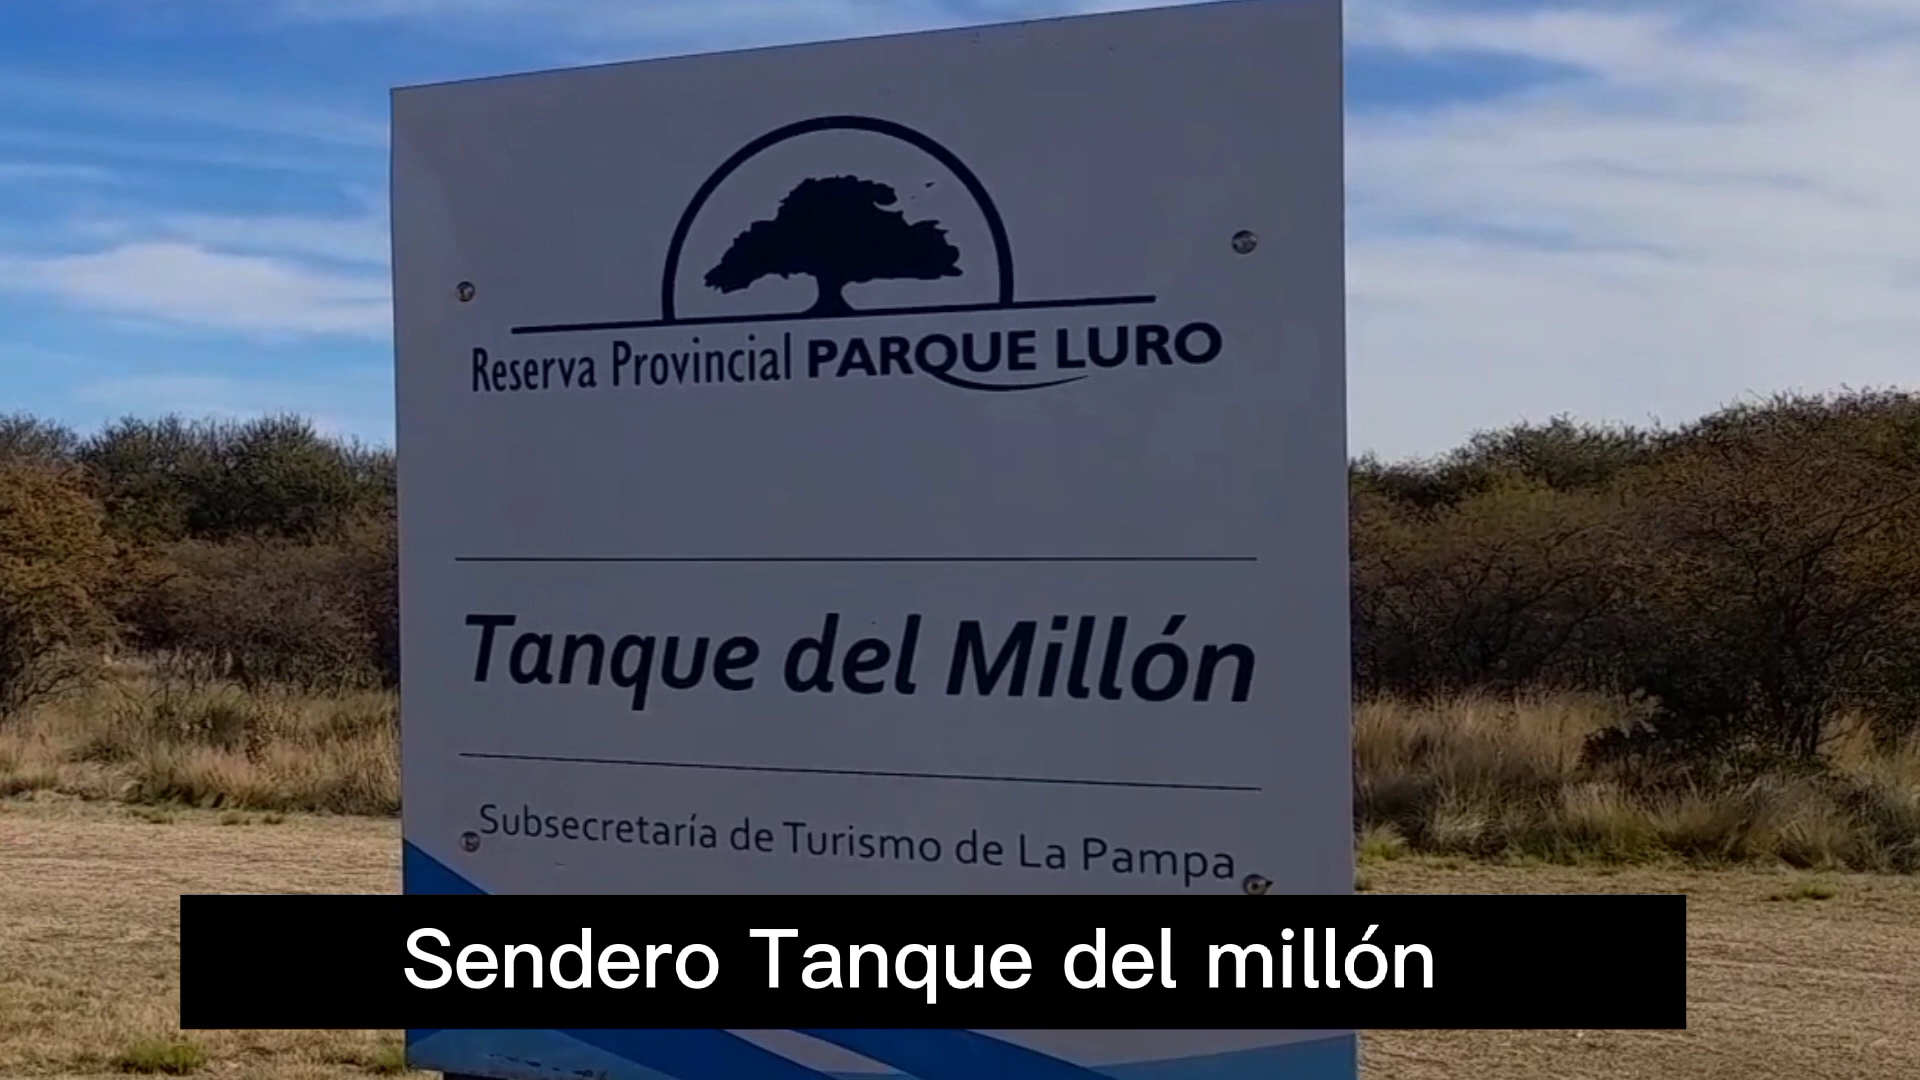 Reserva Provincial PARQUE LURO
Tanque del Millón
Subsecretaría de Turismo de La Pampa
Sendero Tanque del millón